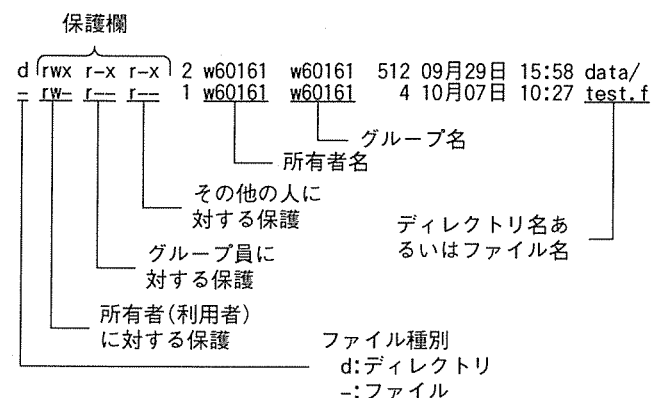 保護欄
d rwx r-x r-x 2 w60161 w60161 512 09月29日 15:58 data/
- rw- r-- r-- 1 w60161 w60161 4 10月07日 10:27 test.f
グループ名
所有者名
その他の人に
対する保護
ディレクトリ名あ
るいはファイル名
グループ員に
対する保護
所有者(利用者)
に対する保護
ファイル種別
d:ディレクトリ
-:ファイル